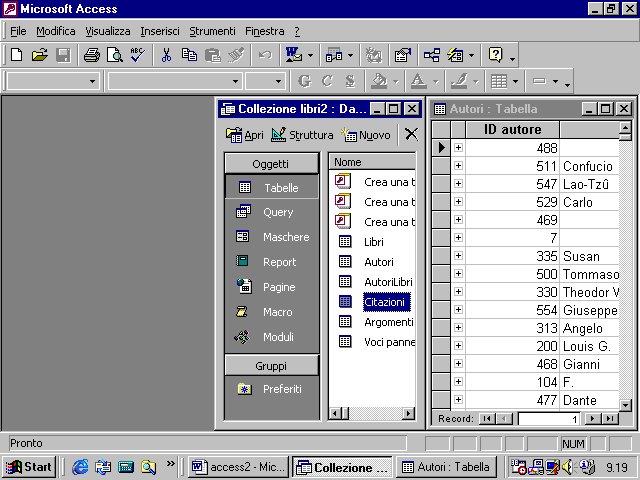 Microsoft Access
File Modifica Visualizza Inserisci Strumenti Finestra ?
G C S
Collezione libri2 : Da...
Apri Struttura Nuovo
Oggetti
Tabelle
Query
Maschere
Report
Pagine
Macro
Moduli
Gruppi
Preferiti
Nome
Crea una t
Crea una t
Crea una t
Libri
Autori
AutoriLibri
Citazioni
Argomenti
Voci panne
Autori : Tabella
ID autore
488
511 Confucio
547 Lao-Tzû
529 Carlo
469
7
335 Susan
500 Tommaso
330 Theodor V
554 Giuseppe
313 Angelo
200 Louis G.
468 Gianni
104 F.
477 Dante
Record: 1
Pronto
NUM
Start
access2 - Mic...
Collezione ...
Autori : Tabella
9.19